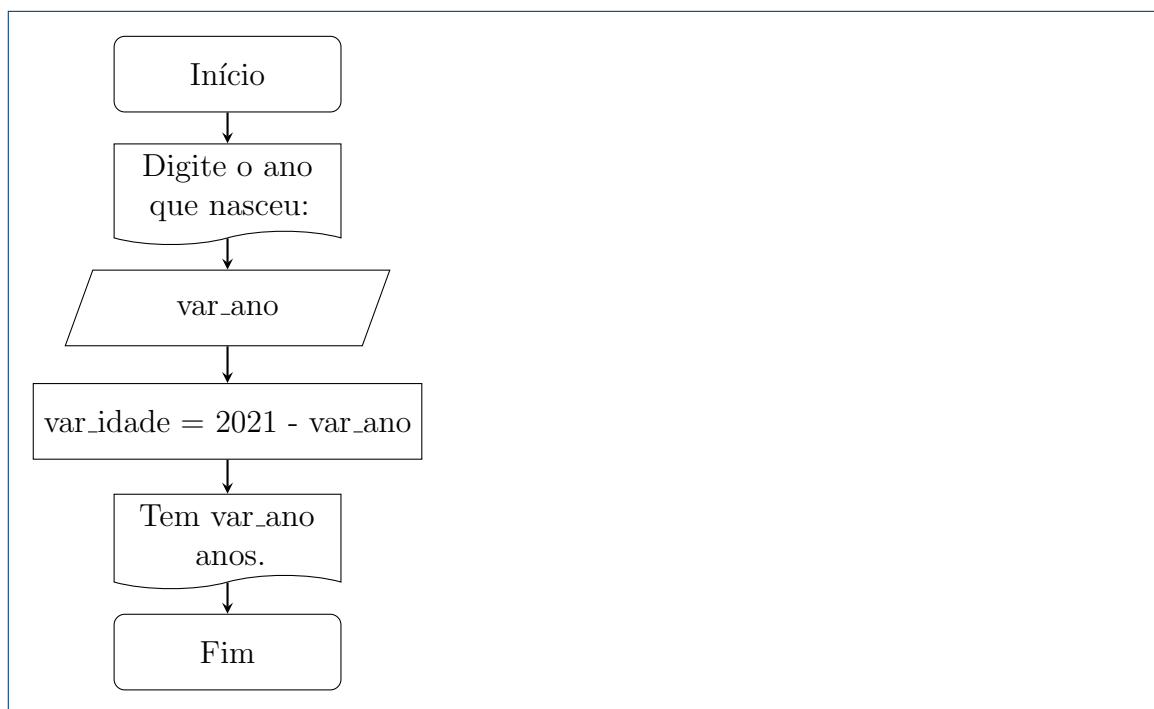 Início
Digite o ano
que nasceu:
var_ano
var_idade = 2021 - var_ano
Tem var_ano
anos.
Fim